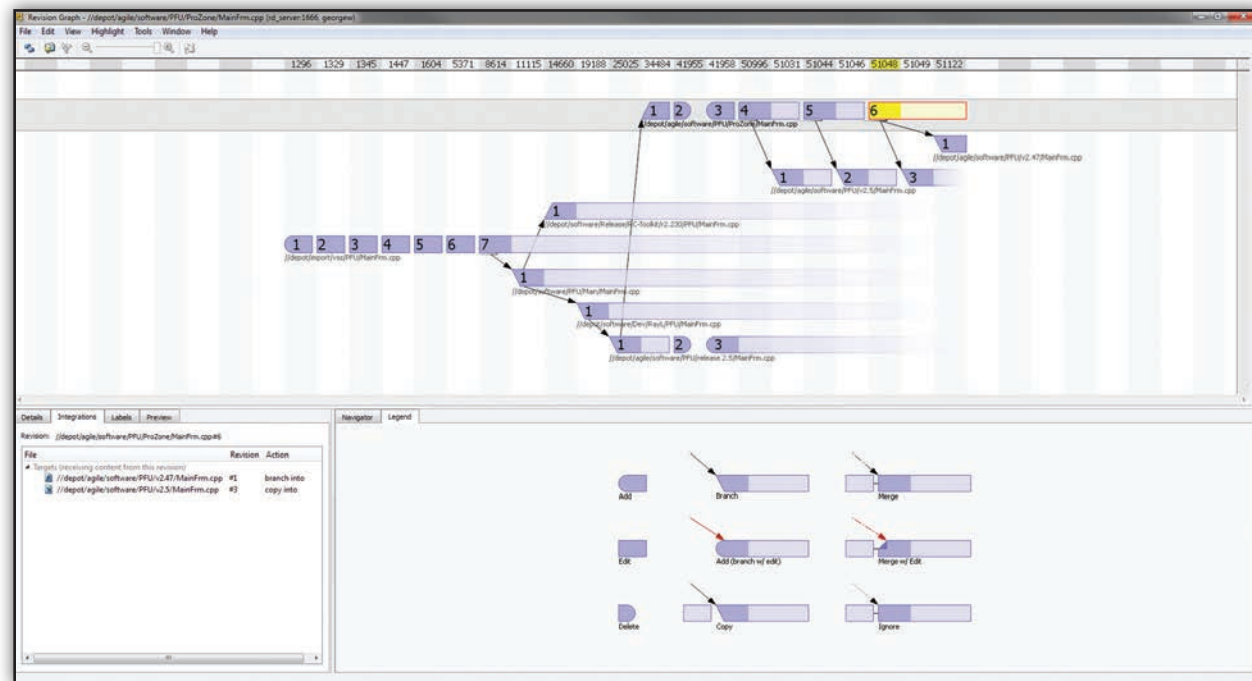 Revision Graph - //depot/agile/software/PFU/ProZone/MainFrm.cpp (rd_server:1666, georgew)
File Edit View Highlight Tools Window Help
1296 1329 1345 1447 1604 5371 8614 11115 14660 19188 25025 34484 41955 41958 50996 51031 51044 51046 51048 51049 51122
1 2 3 4 5 6
//depot/agile/software/PFU/ProZone/MainFrm.cpp
1
//depot/agile/software/PFU/v2.47/MainFrm.cpp
1 2 3
//depot/agile/software/PFU/v2.5/MainFrm.cpp
1
//depot/software/Release/RC-Toolkit/v2.230/PFU/MainFrm.cpp
1 2 3 4 5 6 7
//depot/import/vss/PFU/MainFrm.cpp
1
//depot/software/PFU/Main/MainFrm.cpp
1
//depot/software/Dev/RayL/PFU/MainFrm.cpp
1 2 3
//depot/agile/software/PFU/release 2.5/MainFrm.cpp
Details Integrations Labels Preview
Revision: //depot/agile/software/PFU/ProZone/MainFrm.cpp#6
File Revision Action
Targets (receiving content from this revision)
//depot/agile/software/PFU/v2.47/MainFrm.cpp #1 branch into
//depot/agile/software/PFU/v2.5/MainFrm.cpp #3 copy into
Navigator Legend
Add Branch Merge
Edit Add (branch w/ edit) Merge w/ Edit
Delete Copy Ignore